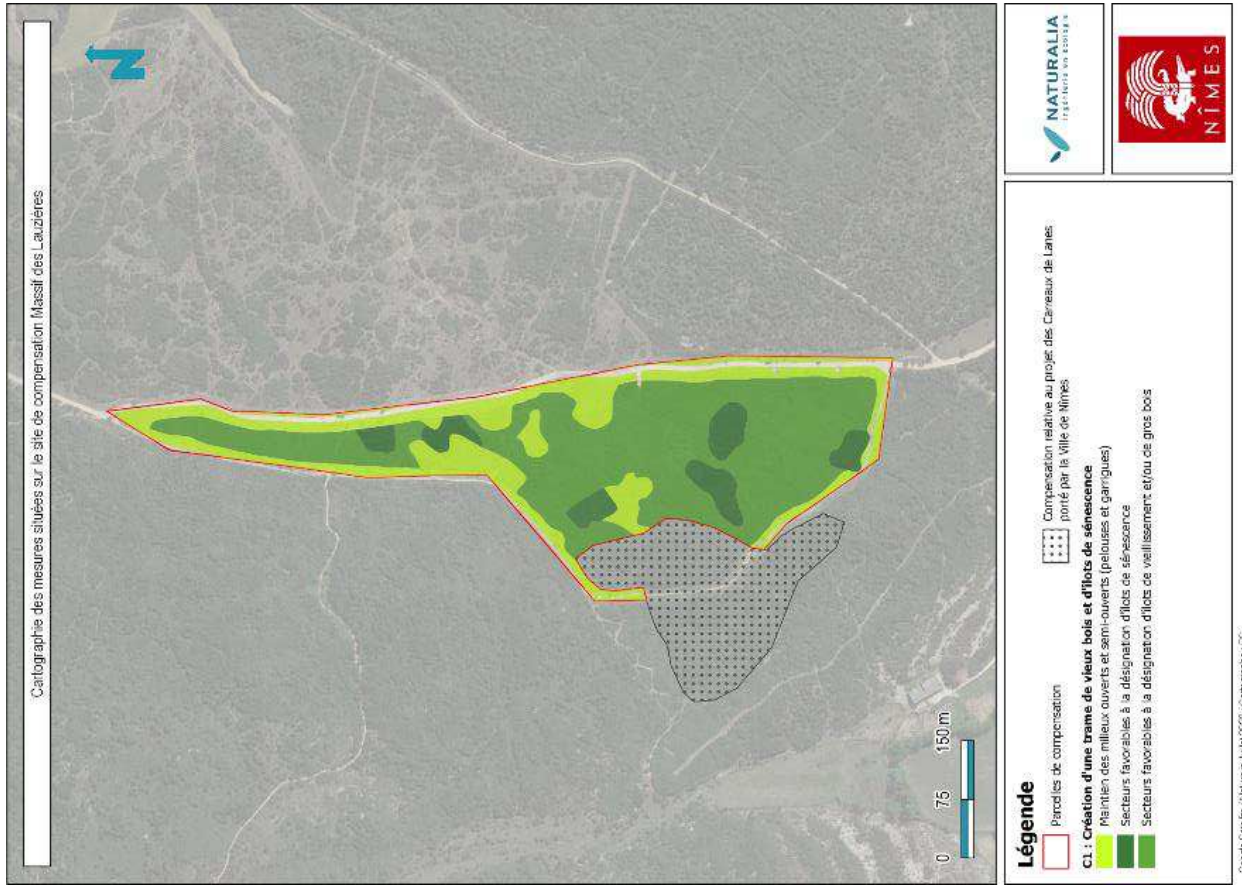 Cartographie des mesures situées sur le site de compensation Massif des Lauzières
N
0 75 150 m
Légende
Parcelles de compensation
Compensation relative au projet des Carreaux de Lanes
porté par la Ville de Nîmes
C1 : Création d'une trame de vieux bois et d'îlots de sénescence
Maintien des milieux ouverts et semi-ouverts (pelouses et garrigues)
Secteurs favorables à la désignation d'îlots de sénescence
Secteurs favorables à la désignation d'îlots de vieillissement et/ou de gros bois
NATURALIA
Ingénierie en écologie
NÎMES